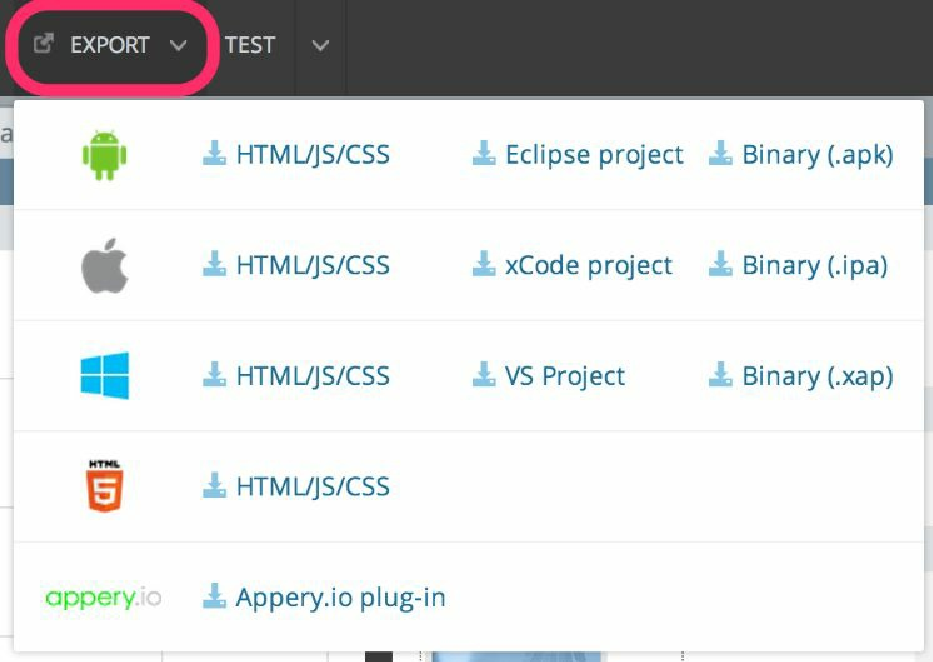 EXPORT TEST
a
HTML/JS/CSS Eclipse project Binary (.apk)
HTML/JS/CSS xCode project Binary (.ipa)
HTML/JS/CSS VS Project Binary (.xap)
HTML
5
HTML/JS/CSS
appery.io Appery.io plug-in